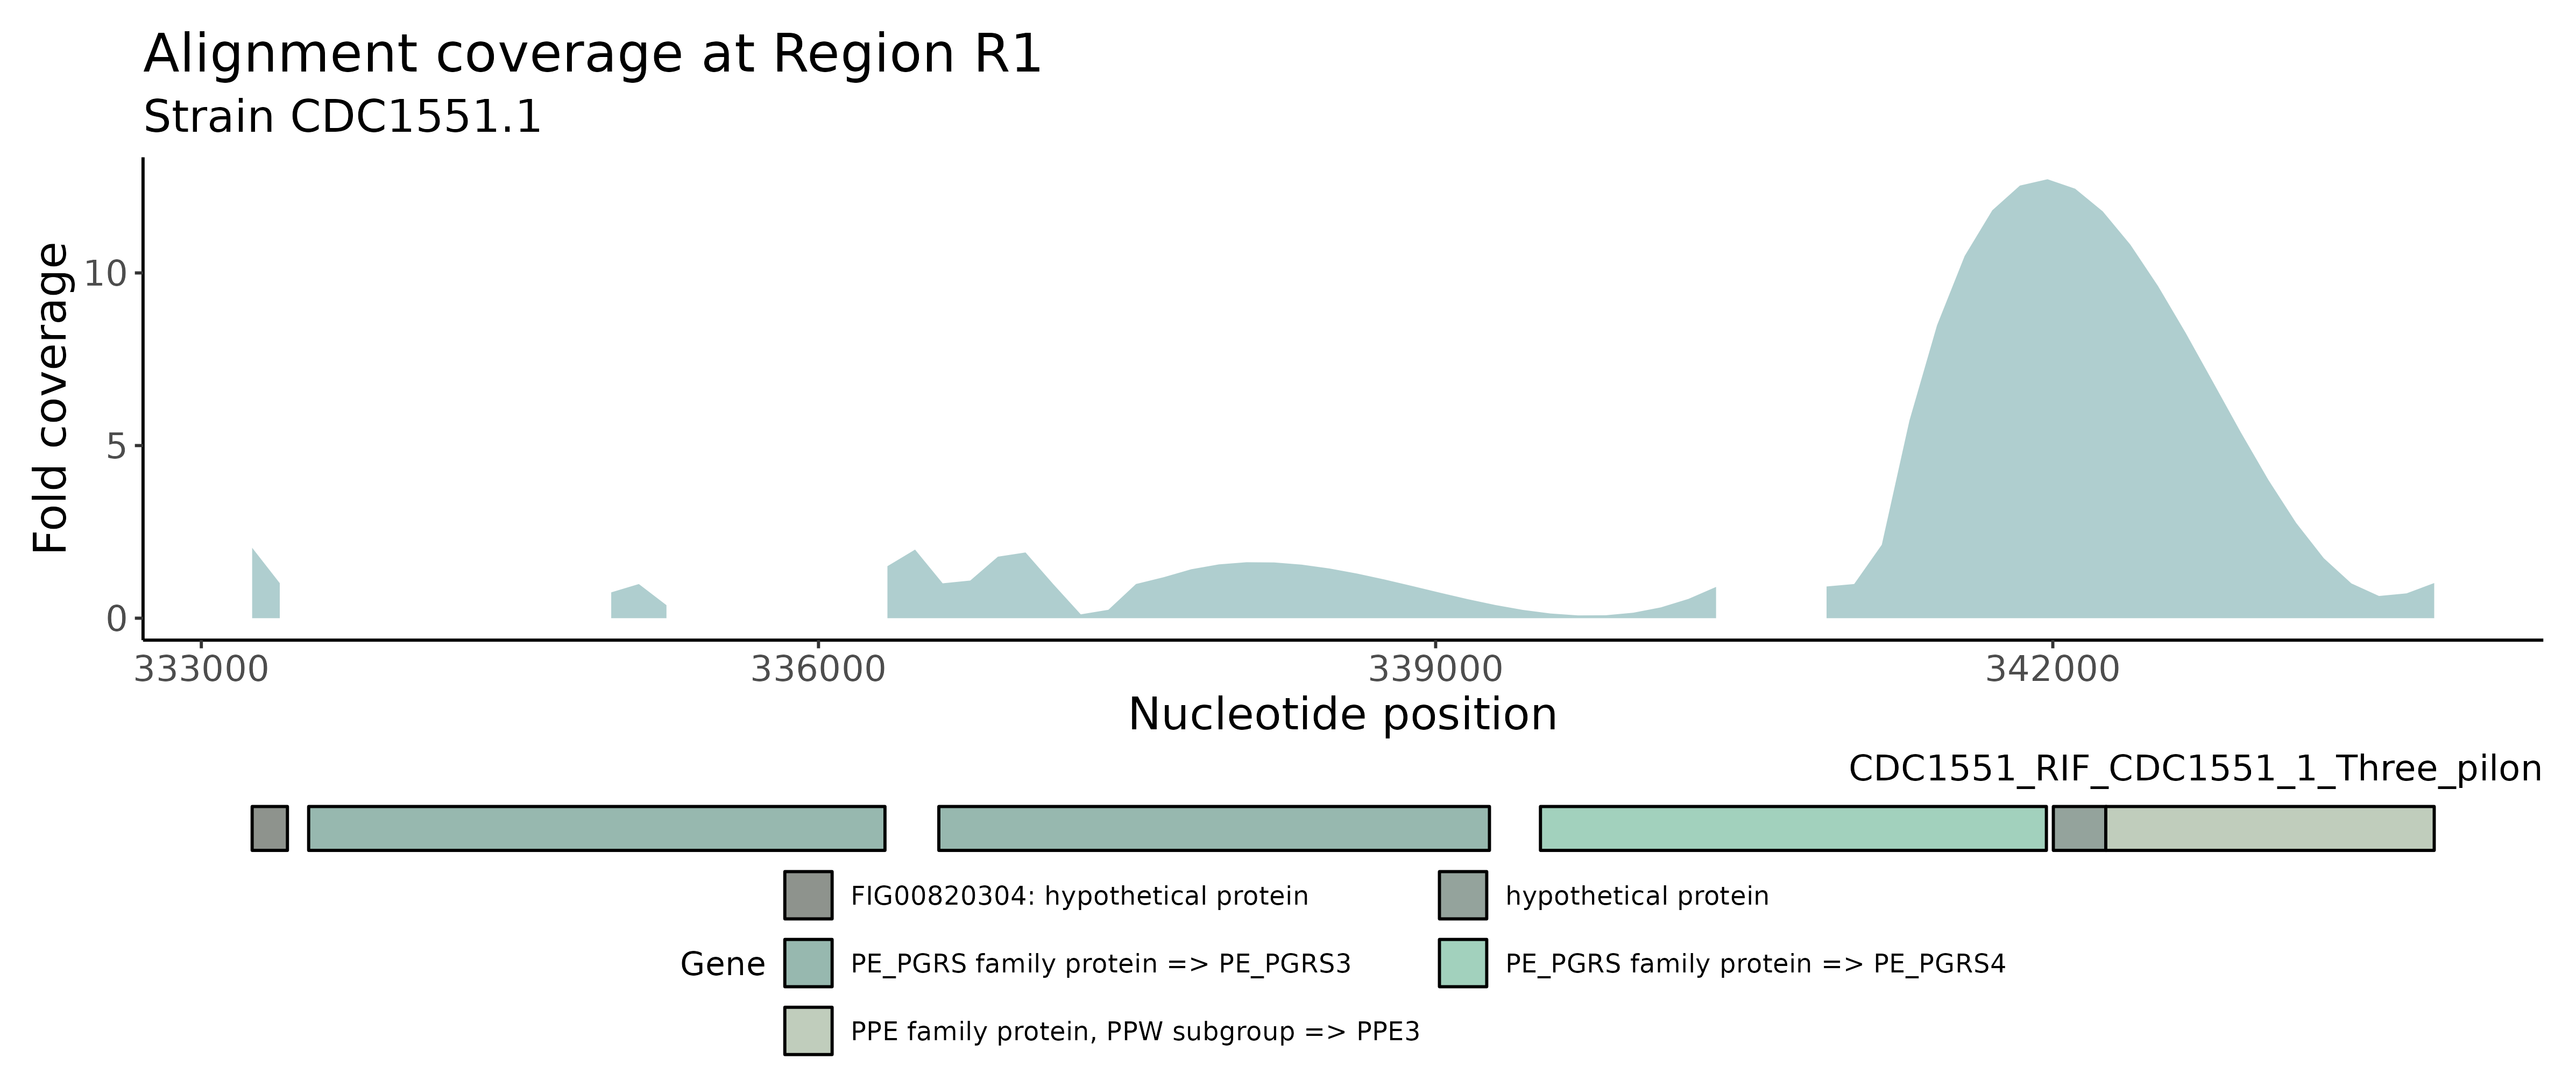 Alignment coverage at Region R1
Strain CDC1551.1
Fold coverage
10
5
0
333000 336000 339000 342000
Nucleotide position
CDC1551_RIF_CDC1551_1_Three_pilon
Gene
FIG00820304: hypothetical protein
hypothetical protein
PE_PGRS family protein => PE_PGRS3
PE_PGRS family protein => PE_PGRS4
PPE family protein, PPW subgroup => PPE3